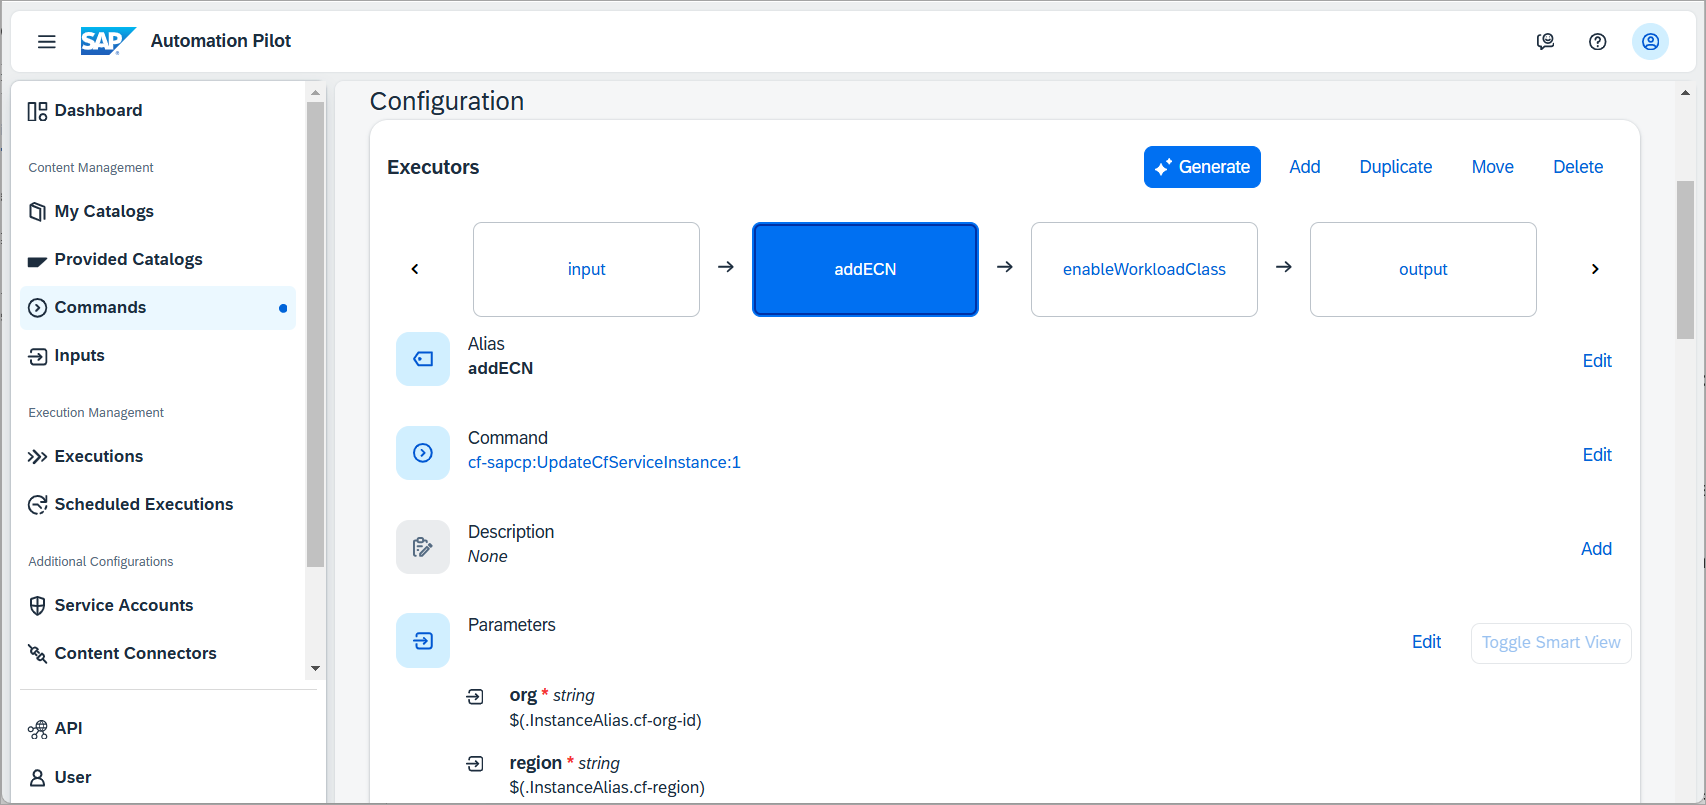 SAP Automation Pilot
Dashboard
Content Management
My Catalogs
Provided Catalogs
Commands
Inputs
Execution Management
Executions
Scheduled Executions
Additional Configurations
Service Accounts
Content Connectors
API
User
Configuration
Executors
Generate Add Duplicate Move Delete
input addECN enableWorkloadClass output
Alias
addECN
Edit
Command
cf-sapcp:UpdateCfServiceInstance:1
Edit
Description
None
Add
Parameters
Edit Toggle Smart View
org * string
$(.InstanceAlias.cf-org-id)
region * string
$(.InstanceAlias.cf-region)